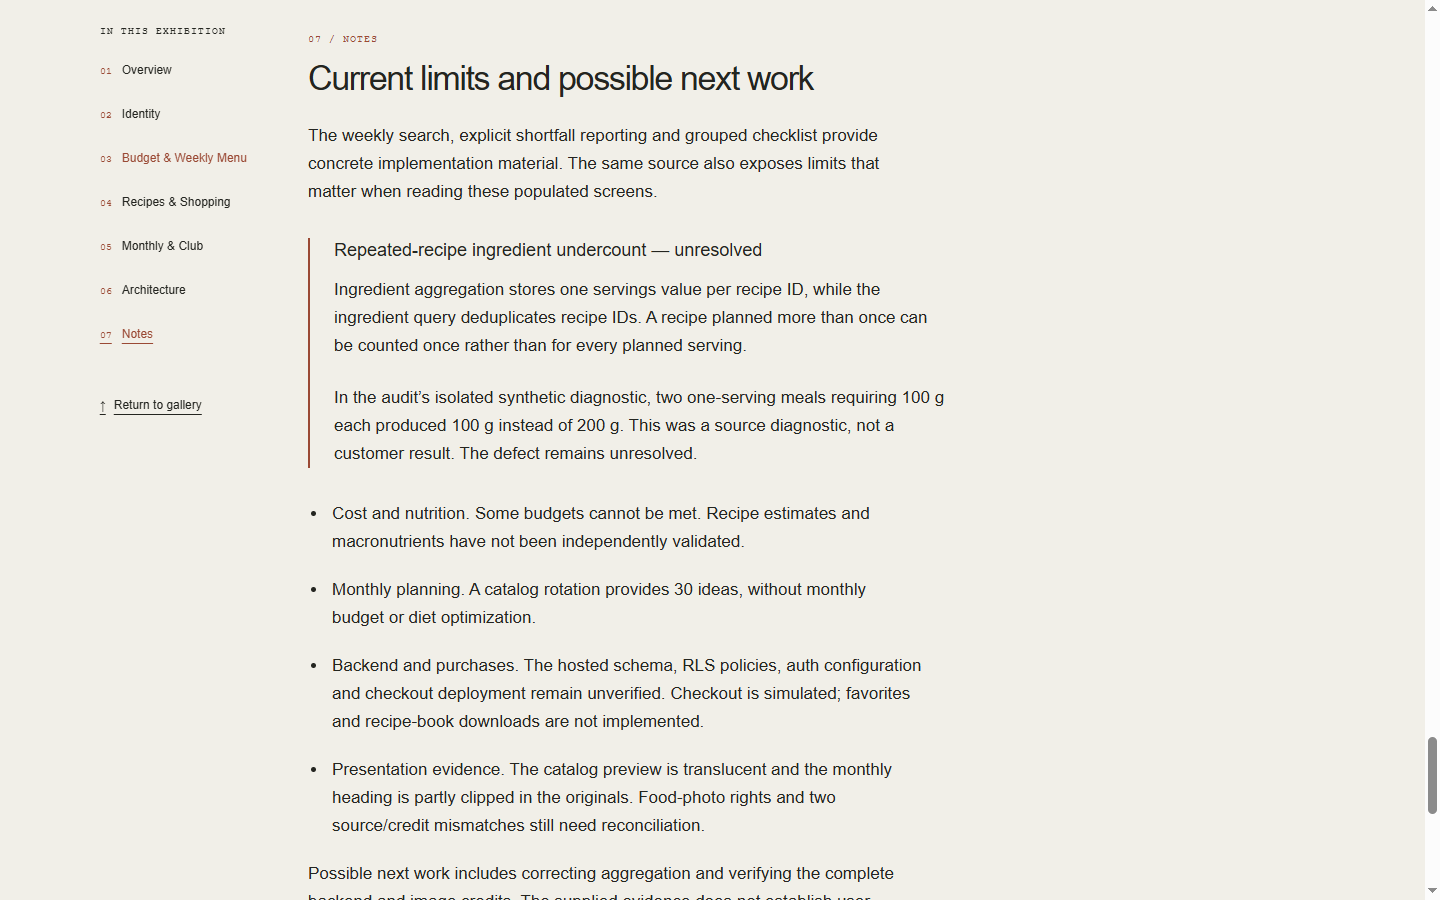 IN THIS EXHIBITION
01 Overview
02 Identity
03 Budget & Weekly Menu
04 Recipes & Shopping
05 Monthly & Club
06 Architecture
07 Notes
↑ Return to gallery
07 / NOTES
Current limits and possible next work
The weekly search, explicit shortfall reporting and grouped checklist provide
concrete implementation material. The same source also exposes limits that
matter when reading these populated screens.
Repeated-recipe ingredient undercount — unresolved
Ingredient aggregation stores one servings value per recipe ID, while the
ingredient query deduplicates recipe IDs. A recipe planned more than once can
be counted once rather than for every planned serving.
In the audit’s isolated synthetic diagnostic, two one-serving meals requiring 100 g
each produced 100 g instead of 200 g. This was a source diagnostic, not a
customer result. The defect remains unresolved.
• Cost and nutrition. Some budgets cannot be met. Recipe estimates and
macronutrients have not been independently validated.
• Monthly planning. A catalog rotation provides 30 ideas, without monthly
budget or diet optimization.
• Backend and purchases. The hosted schema, RLS policies, auth configuration
and checkout deployment remain unverified. Checkout is simulated; favorites
and recipe-book downloads are not implemented.
• Presentation evidence. The catalog preview is translucent and the monthly
heading is partly clipped in the originals. Food-photo rights and two
source/credit mismatches still need reconciliation.
Possible next work includes correcting aggregation and verifying the complete
backend and image credits. The supplied evidence does not establish user